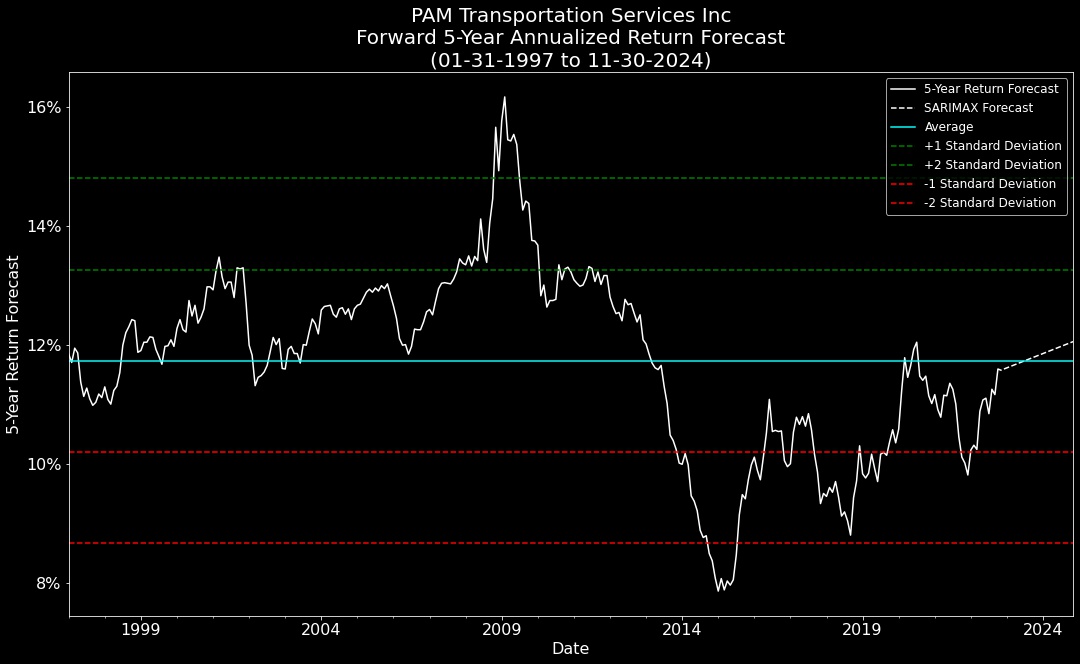 PAM Transportation Services Inc
Forward 5-Year Annualized Return Forecast
(01-31-1997 to 11-30-2024)
5-Year Return Forecast
SARIMAX Forecast
Average
+1 Standard Deviation
+2 Standard Deviation
-1 Standard Deviation
-2 Standard Deviation
5-Year Return Forecast
16%
14%
12%
10%
8%
1999
2004
2009
2014
2019
2024
Date